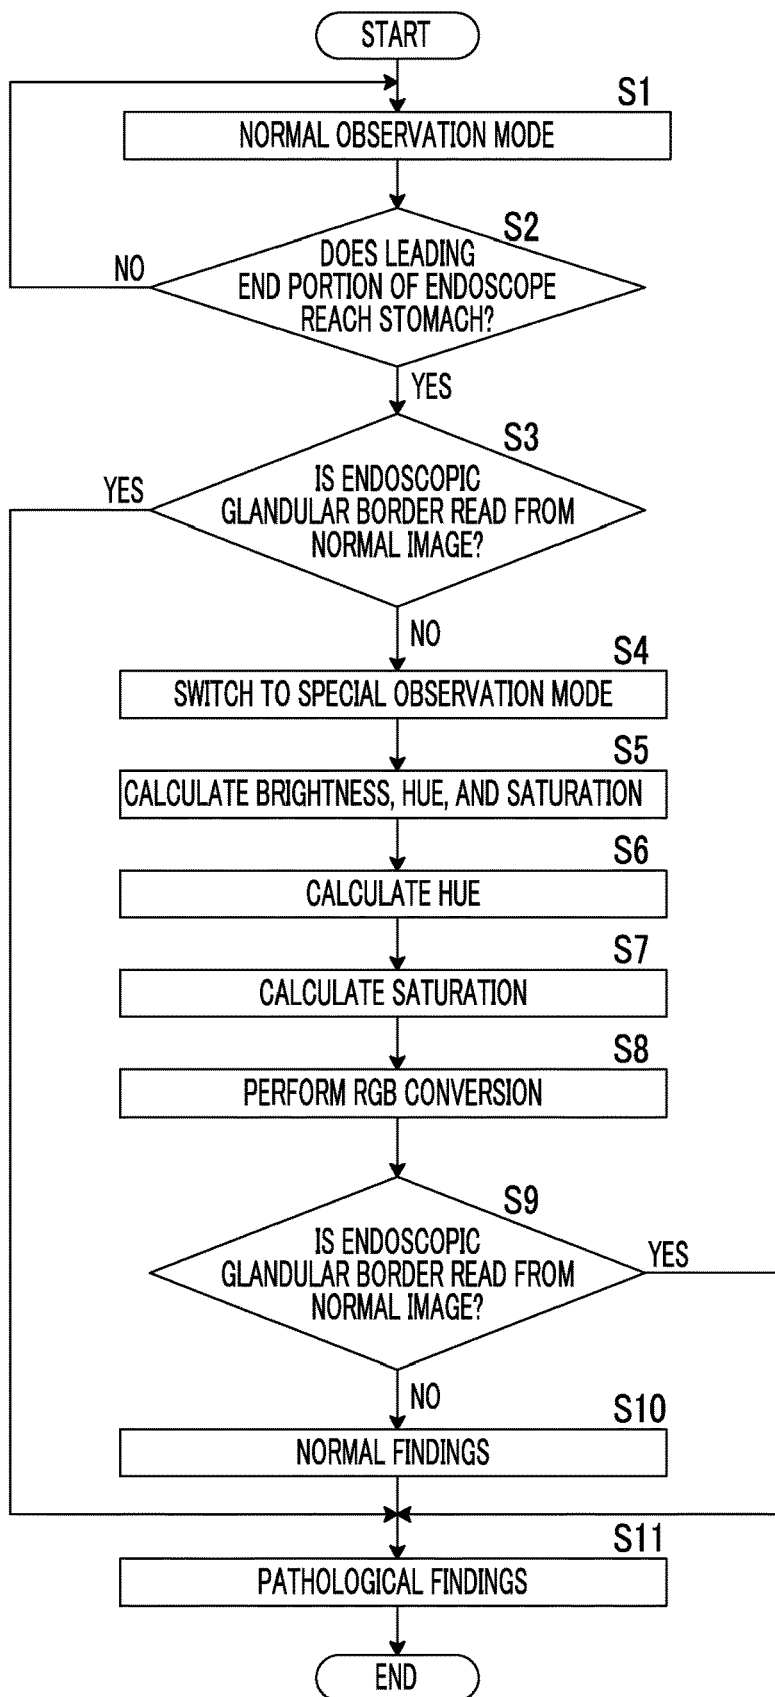 START
S1
NORMAL OBSERVATION MODE
S2
DOES LEADING
END PORTION OF ENDOSCOPE
REACH STOMACH?
NO
YES
S3
IS ENDOSCOPIC
GLANDULAR BORDER READ FROM
NORMAL IMAGE?
YES
NO
S4
SWITCH TO SPECIAL OBSERVATION MODE
S5
CALCULATE BRIGHTNESS, HUE, AND SATURATION
S6
CALCULATE HUE
S7
CALCULATE SATURATION
S8
PERFORM RGB CONVERSION
S9
IS ENDOSCOPIC
GLANDULAR BORDER READ FROM
NORMAL IMAGE?
YES
NO
S10
NORMAL FINDINGS
S11
PATHOLOGICAL FINDINGS
END